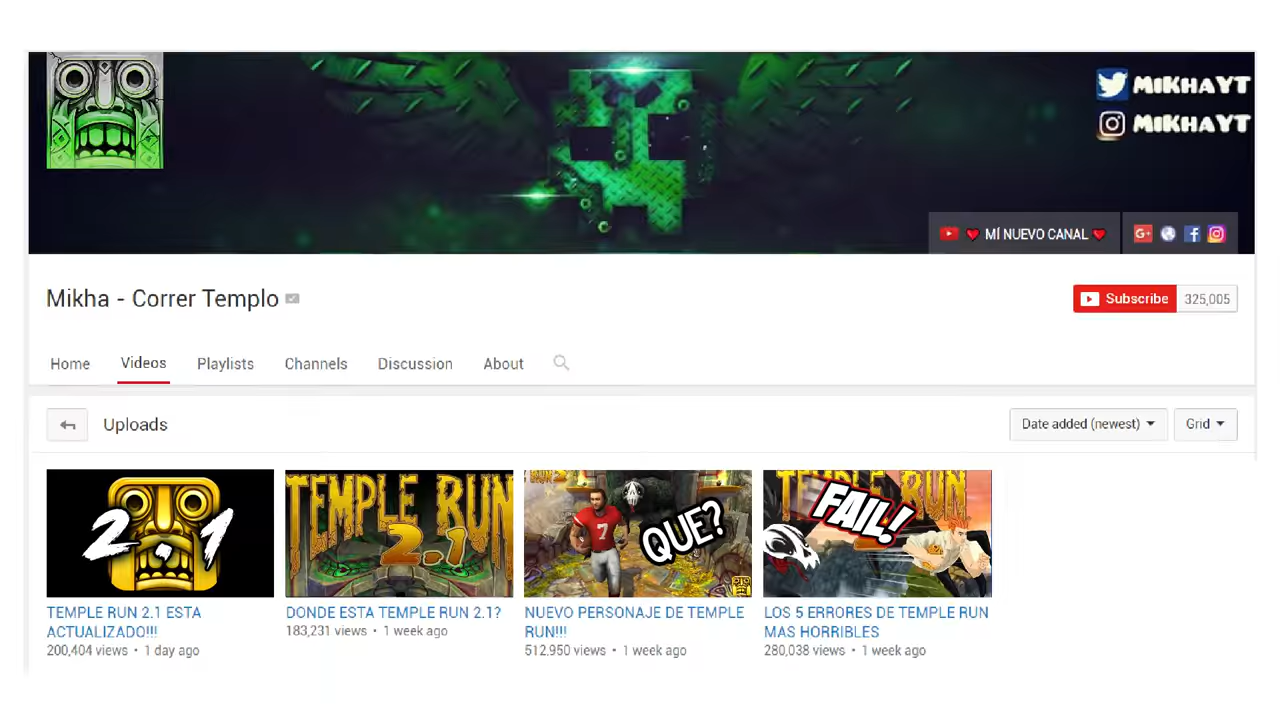 MiKHAYT
MiKHAYT
MÍ NUEVO CANAL
G+
Mikha - Correr Templo
Subscribe 325,005
Home Videos Playlists Channels Discussion About
Uploads
Date added (newest) Grid
2.1
TEMPLE RUN
2.1
7
QUE?
TEMPLE RUN
FAIL!
TEMPLE RUN 2.1 ESTA
ACTUALIZADO!!!
200,404 views • 1 day ago
DONDE ESTA TEMPLE RUN 2.1?
183,231 views • 1 week ago
NUEVO PERSONAJE DE TEMPLE
RUN!!!
512,950 views • 1 week ago
LOS 5 ERRORES DE TEMPLE RUN
MAS HORRIBLES
280,038 views • 1 week ago